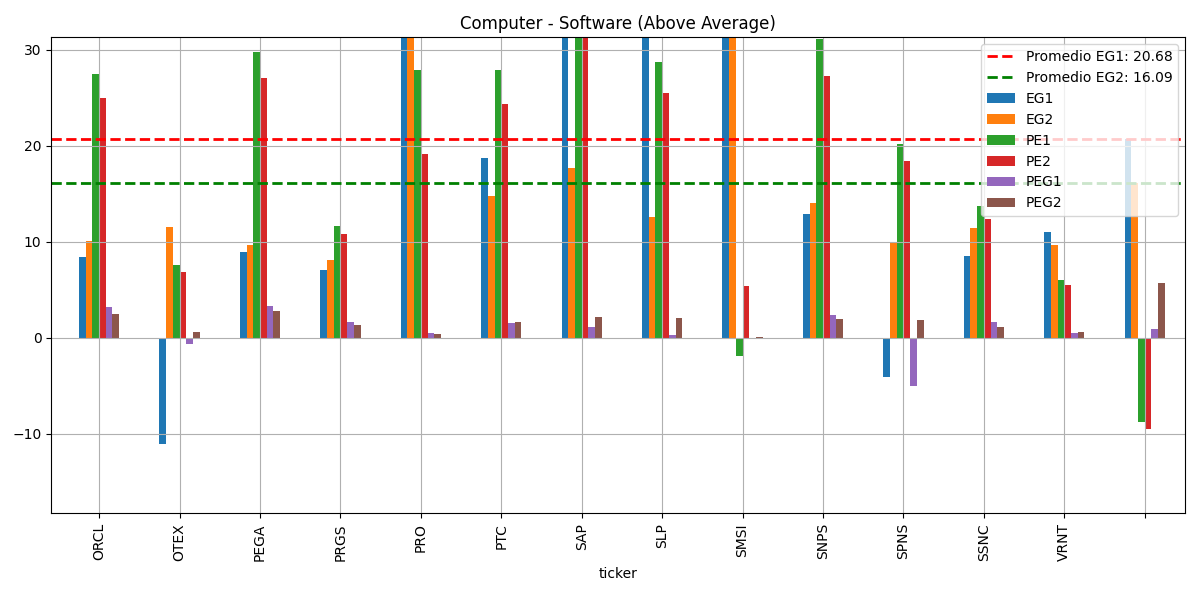 Computer - Software (Above Average)
30
20
10
0
−10
Promedio EG1: 20.68
Promedio EG2: 16.09
EG1
EG2
PE1
PE2
PEG1
PEG2
ORCL
OTEX
PEGA
PRGS
PRO
PTC
SAP
SLP
SMSI
SNPS
SPNS
SSNC
VRNT
ticker